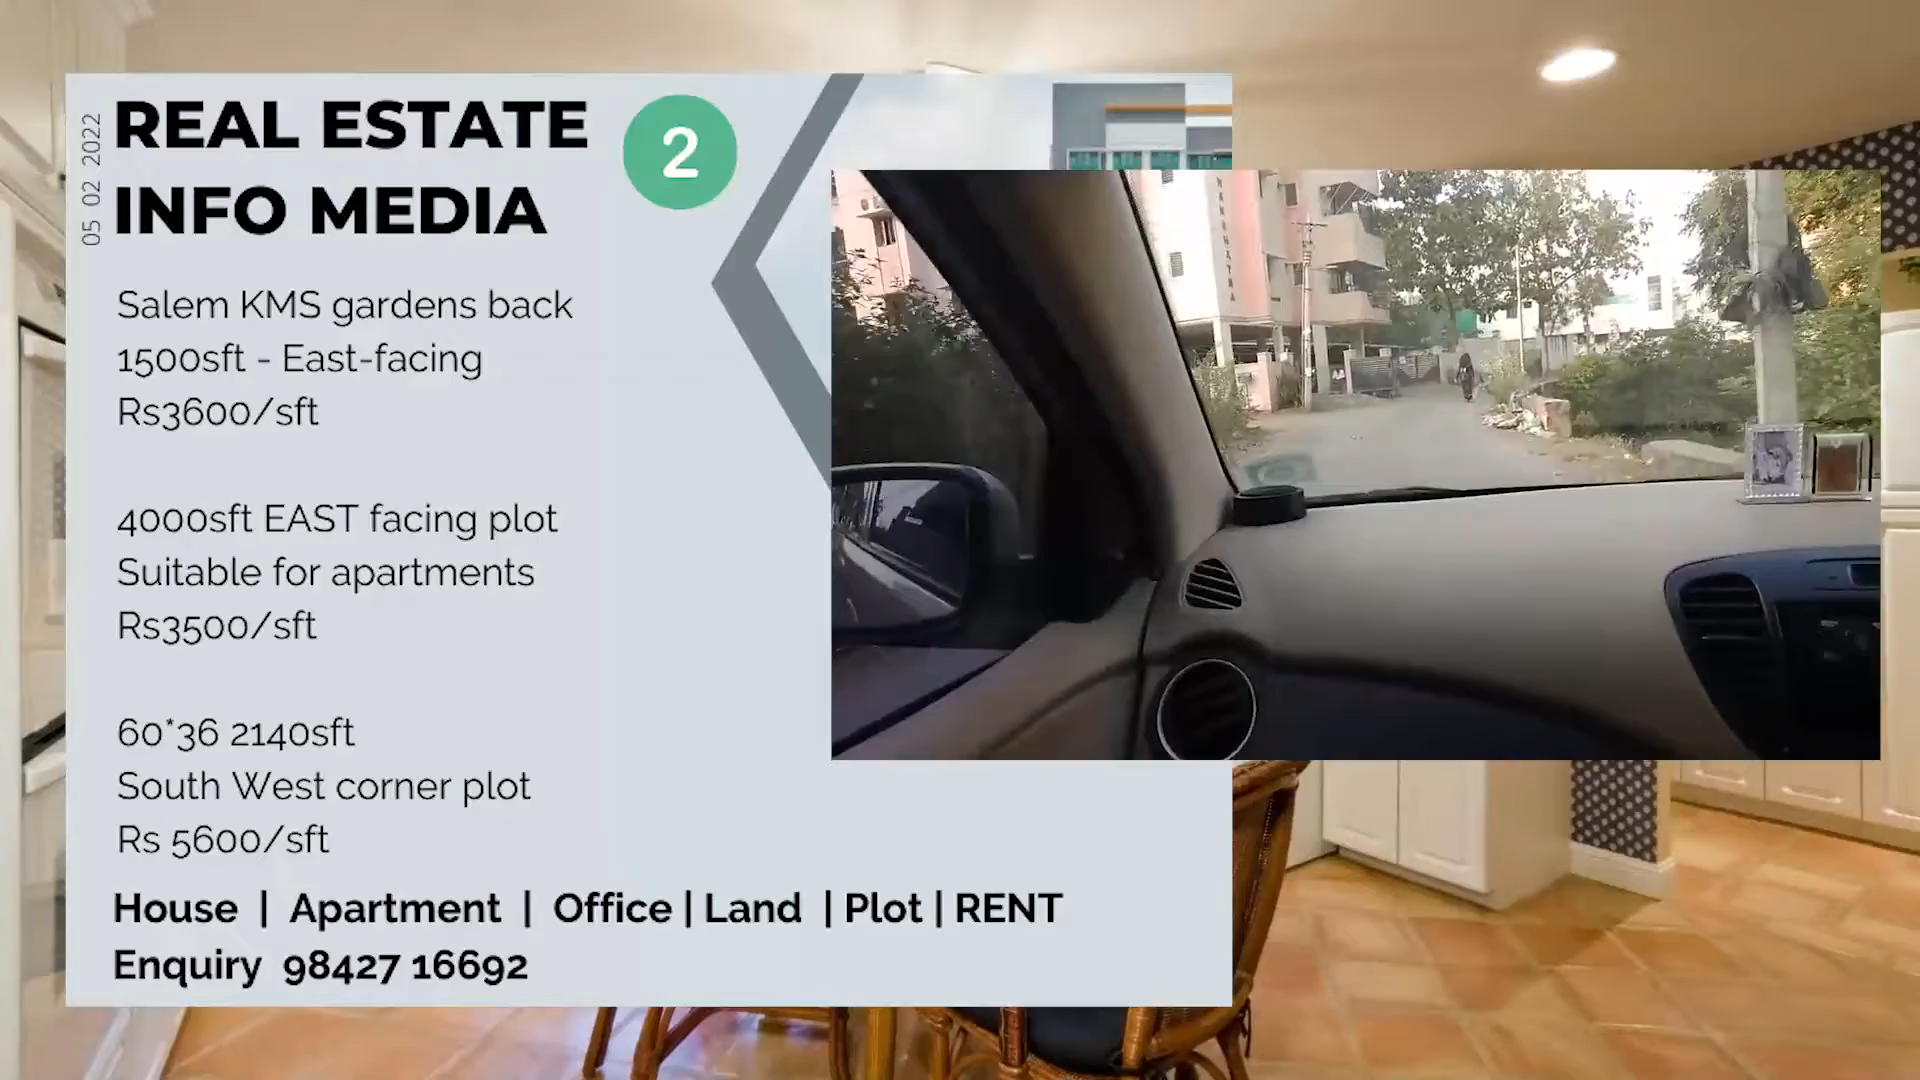 05 02 2022
REAL ESTATE
INFO MEDIA
2
Salem KMS gardens back
1500sft - East-facing
Rs3600/sft
4000sft EAST facing plot
Suitable for apartments
Rs3500/sft
60*36 2140sft
South West corner plot
Rs 5600/sft
House | Apartment | Office | Land | Plot | RENT
Enquiry 98427 16692